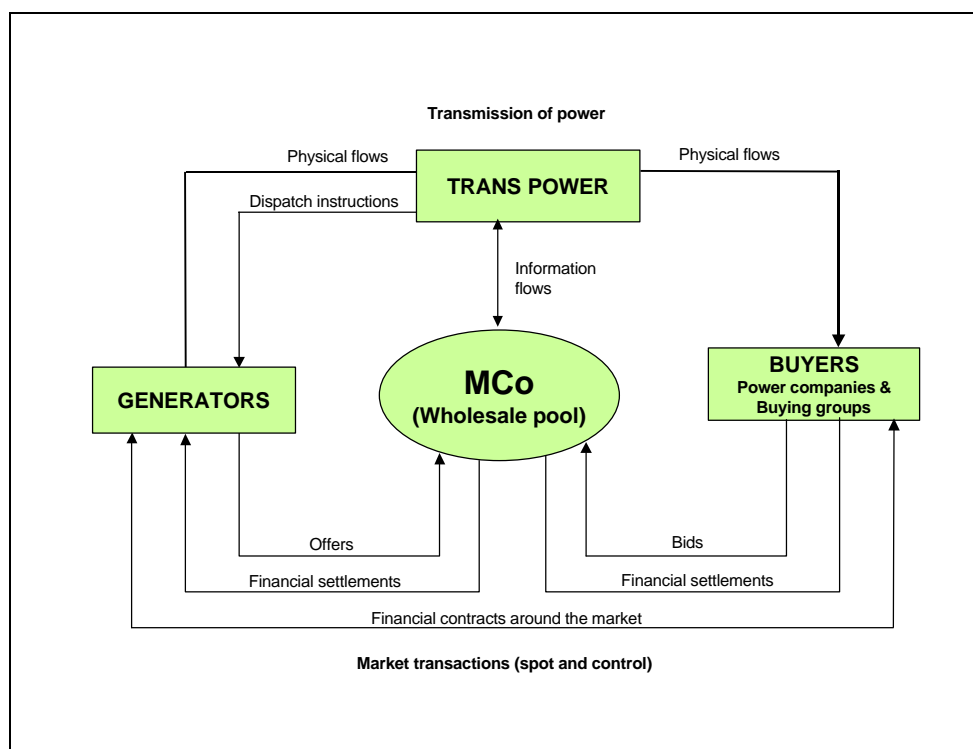 Transmission of power
Physical flows
Physical flows
TRANS POWER
Dispatch instructions
Information
flows
MCo
(Wholesale pool)
GENERATORS
BUYERS
Power companies &
Buying groups
Offers
Bids
Financial settlements
Financial settlements
Financial contracts around the market
Market transactions (spot and control)